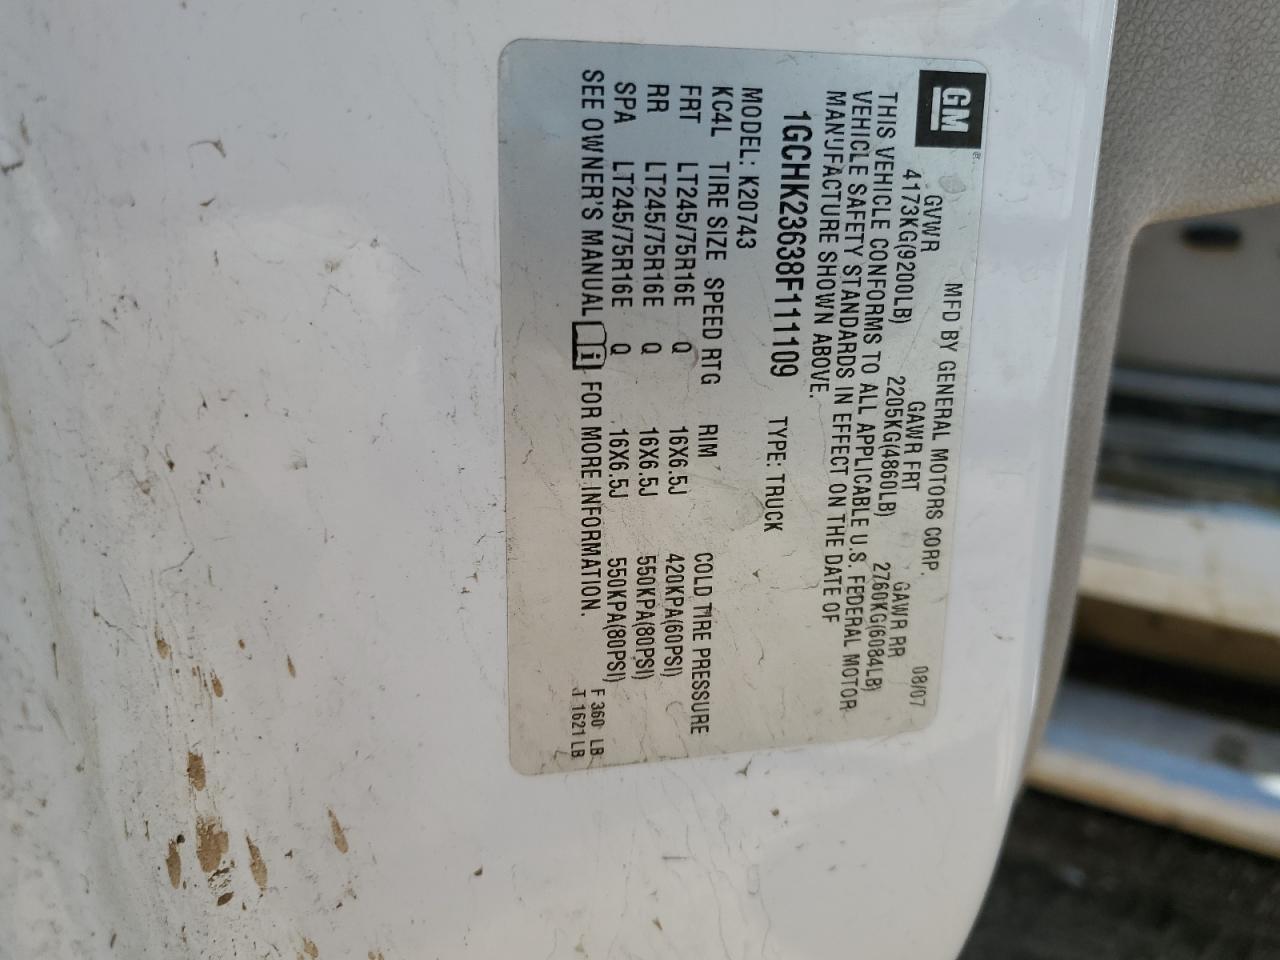 GM
MFD BY GENERAL MOTORS CORP. 08/07
GVWR GAWR FRT GAWR RR
4173KG(9200LB) 2205KG(4860LB) 2760KG(6084LB)
THIS VEHICLE CONFORMS TO ALL APPLICABLE U.S. FEDERAL MOTOR
VEHICLE SAFETY STANDARDS IN EFFECT ON THE DATE OF
MANUFACTURE SHOWN ABOVE.
1GCHK23638F111109 TYPE: TRUCK
MODEL: K20743
KC4L TIRE SIZE SPEED RTG RIM COLD TIRE PRESSURE
FRT LT245/75R16E Q 16X6.5J 420KPA(60PSI)
RR LT245/75R16E Q 16X6.5J 550KPA(80PSI)
SPA LT245/75R16E Q 16X6.5J 550KPA(80PSI)
SEE OWNER'S MANUAL i FOR MORE INFORMATION.
F 360 LB
T 1621 LB